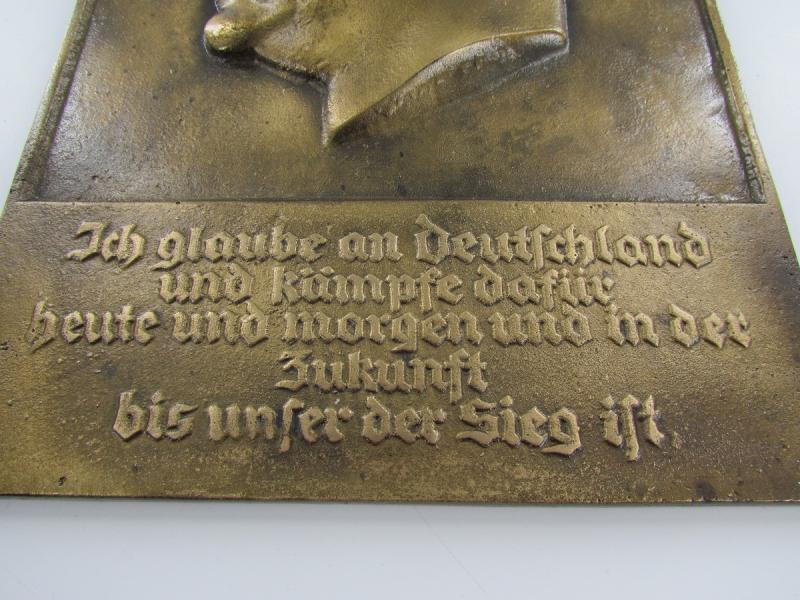 Ich glaube an Deutschland
und kämpfe dafür
heute und morgen und in der
Zukunft
bis unser der Sieg ist.